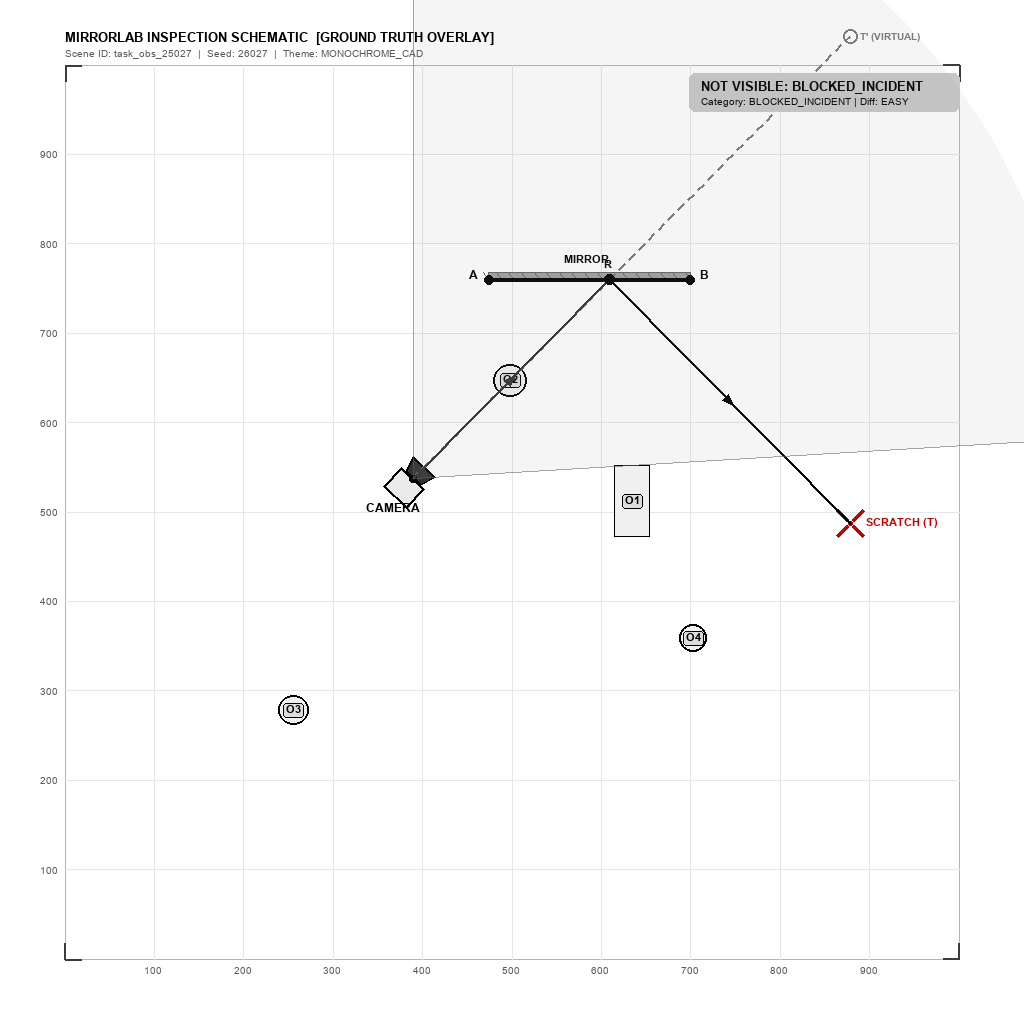 MIRRORLAB INSPECTION SCHEMATIC  [GROUND TRUTH OVERLAY]
Scene ID: task_obs_25027  |  Seed: 26027  |  Theme: MONOCHROME_CAD
T' (VIRTUAL)
NOT VISIBLE: BLOCKED_INCIDENT
Category: BLOCKED_INCIDENT | Diff: EASY
900
800
MIRROR
R
A
B
700
O2
600
CAMERA
O1
500
SCRATCH (T)
400
O4
300
O3
200
100
100 200 300 400 500 600 700 800 900